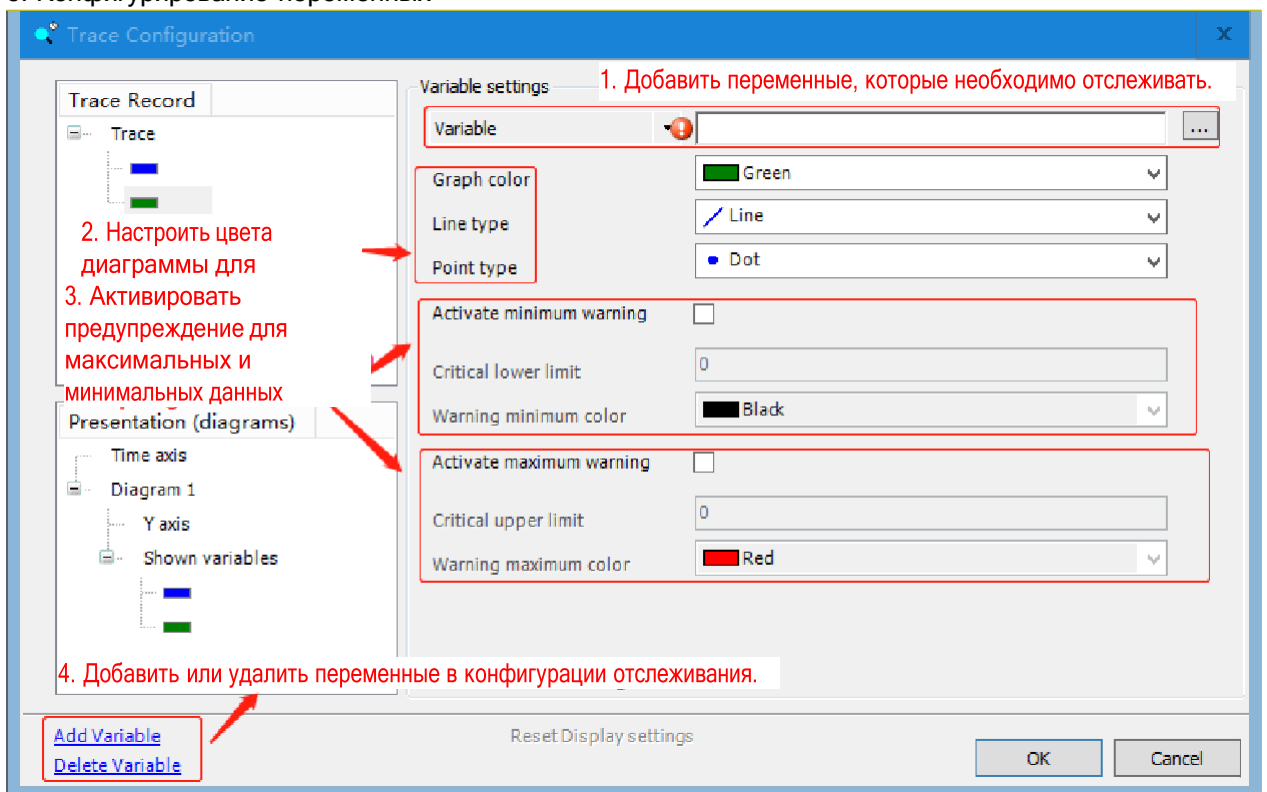 Trace Configuration
x
Trace Record
Trace
2. Настроить цвета
диаграммы для
3. Активировать
предупреждение для
максимальных и
минимальных данных
Presentation (diagrams)
Time axis
Diagram 1
Y axis
Shown variables
4. Добавить или удалить переменные в конфигурации отслеживания.
Add Variable
Delete Variable
Variable settings
1. Добавить переменные, которые необходимо отслеживать.
Variable
...
Graph color
Green
Line type
Line
Point type
Dot
Activate minimum warning
Critical lower limit
0
Warning minimum color
Black
Activate maximum warning
Critical upper limit
0
Warning maximum color
Red
Reset Display settings
OK
Cancel